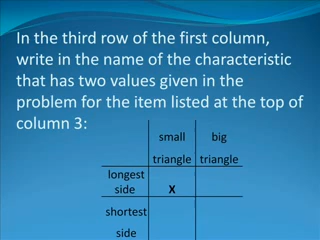 In the third row of the first column,
write in the name of the characteristic
that has two values given in the
problem for the item listed at the top of
column 3:
small big
triangle triangle
longest
side X
shortest
side